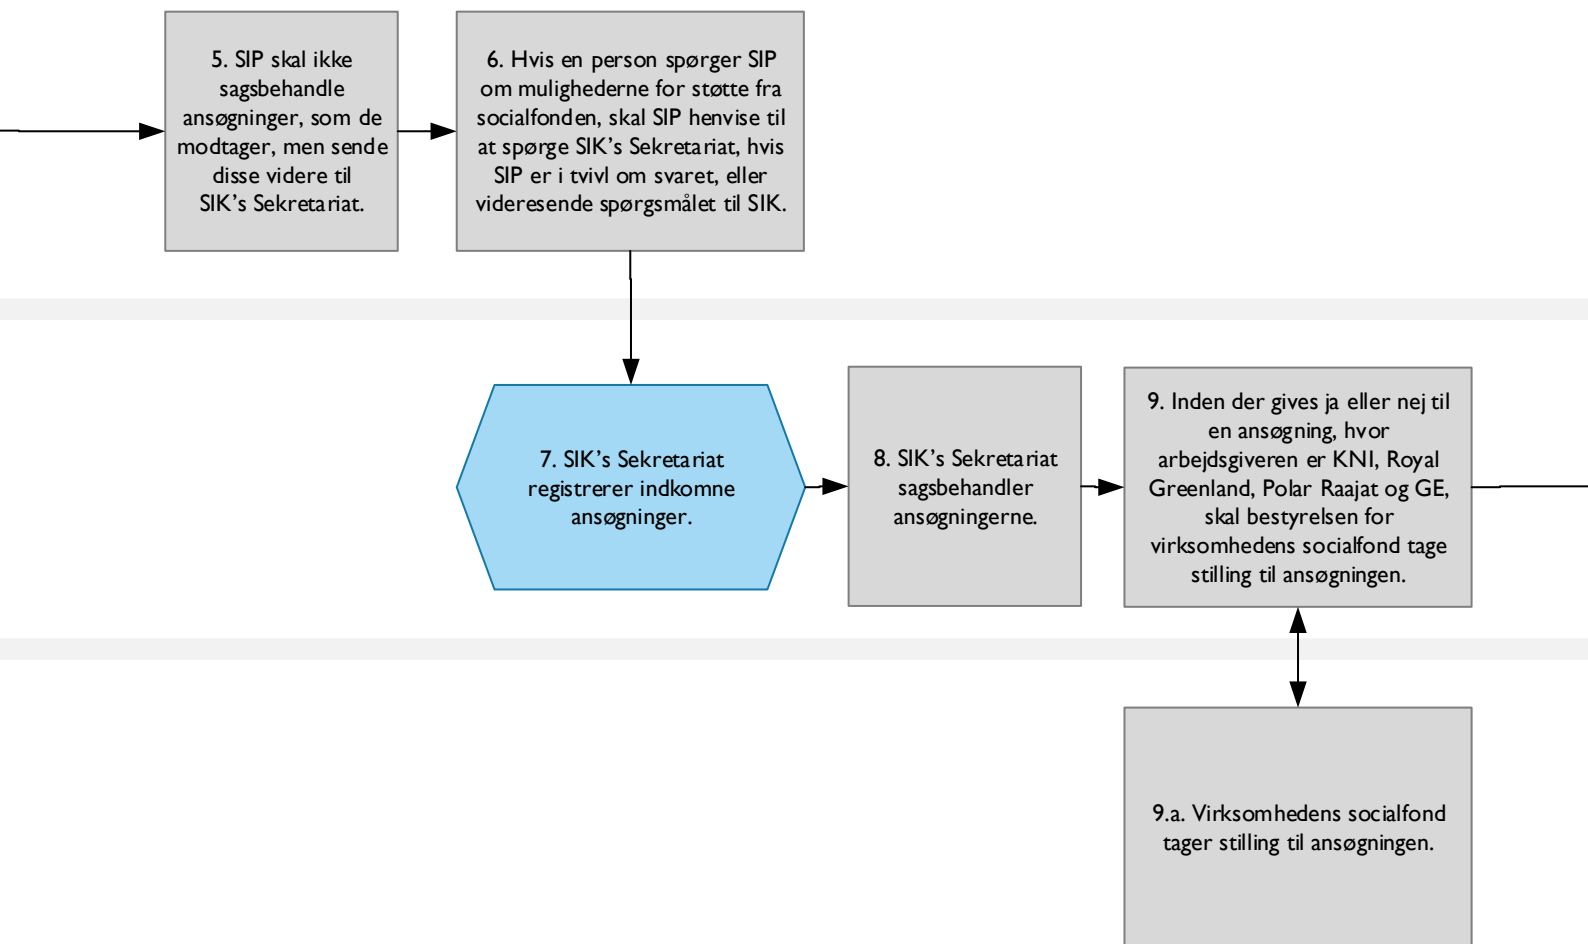 5. SIP skal ikke
sagsbehandle
ansøgninger, som de
modtager, men sende
disse videre til
SIK's Sekretariat.
6. Hvis en person spørger SIP
om mulighederne for støtte fra
socialfonden, skal SIP henvise til
at spørge SIK's Sekretariat, hvis
SIP er i tvivl om svaret, eller
videresende spørgsmålet til SIK.
7. SIK's Sekretariat
registrerer indkomne
ansøgninger.
8. SIK's Sekretariat
sagsbehandler
ansøgningerne.
9. Inden der gives ja eller nej til
en ansøgning, hvor
arbejdsgiveren er KNI, Royal
Greenland, Polar Raajat og GE,
skal bestyrelsen for
virksomhedens socialfond tage
stilling til ansøgningen.
9.a. Virksomhedens socialfond
tager stilling til ansøgningen.